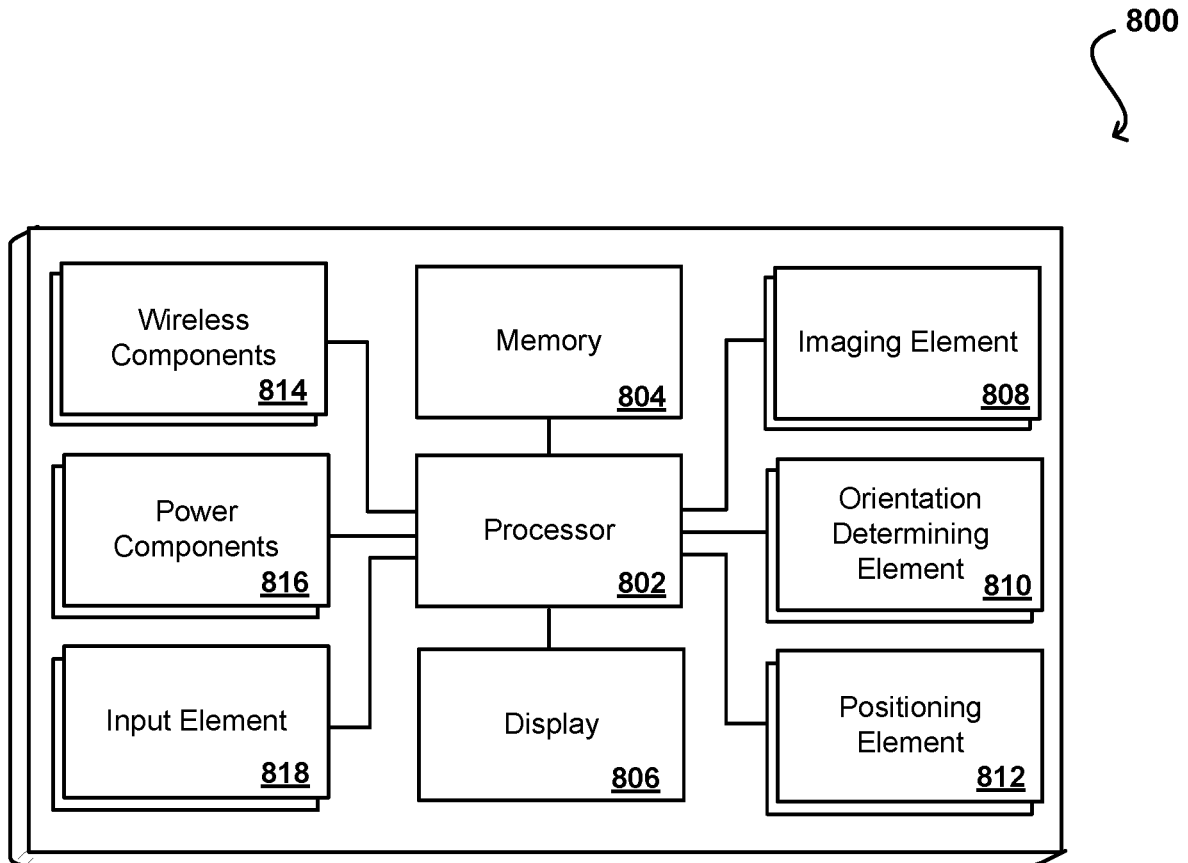 800
Wireless
Components
814
Memory
804
Imaging Element
808
Power
Components
816
Processor
802
Orientation
Determining
Element
810
Input Element
818
Display
806
Positioning
Element
812